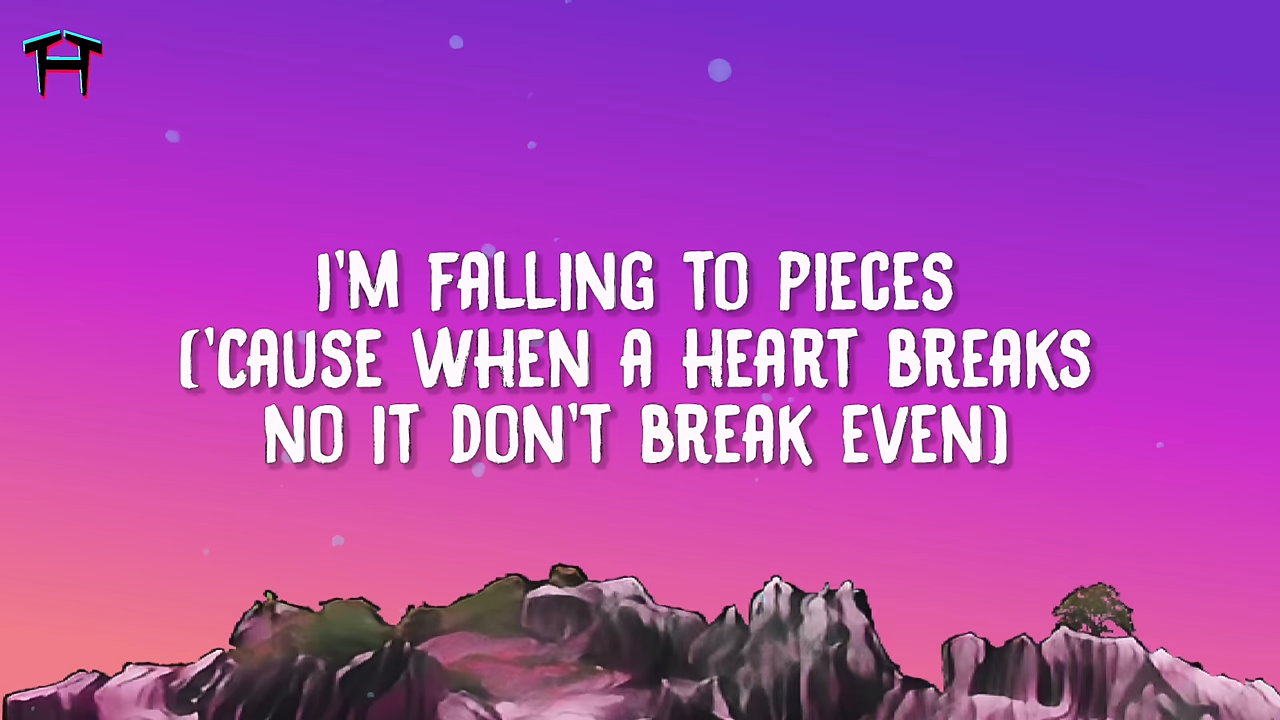 I'M FALLING TO PIECES
('CAUSE WHEN A HEART BREAKS
NO IT DON'T BREAK EVEN)